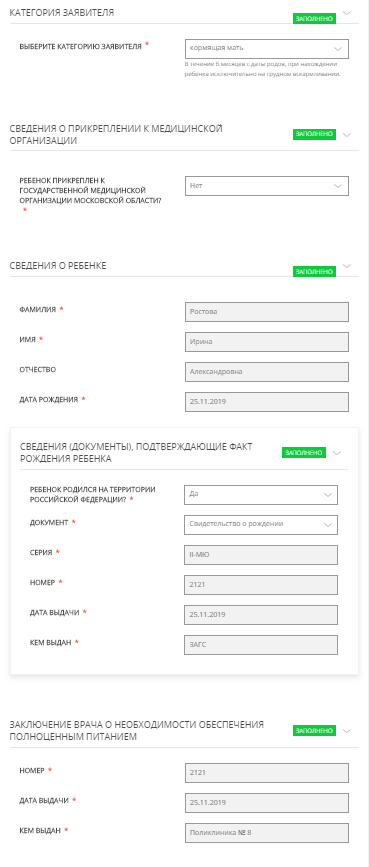 КАТЕГОРИЯ ЗАЯВИТЕЛЯ
ЗАПОЛНЕНО
ВЫБЕРИТЕ КАТЕГОРИЮ ЗАЯВИТЕЛЯ *
кормящая мать
В течение 6 месяцев с даты родов, при нахождении
ребенка исключительно на грудном вскармливании.
СВЕДЕНИЯ О ПРИКРЕПЛЕНИИ К МЕДИЦИНСКОЙ
ОРГАНИЗАЦИИ
ЗАПОЛНЕНО
РЕБЕНОК ПРИКРЕПЛЕН К
ГОСУДАРСТВЕННОЙ МЕДИЦИНСКОЙ
ОРГАНИЗАЦИИ МОСКОВСКОЙ ОБЛАСТИ?
*
Нет
СВЕДЕНИЯ О РЕБЕНКЕ
ЗАПОЛНЕНО
ФАМИЛИЯ *
Ростова
ИМЯ *
Ирина
ОТЧЕСТВО
Александровна
ДАТА РОЖДЕНИЯ *
25.11.2019
СВЕДЕНИЯ (ДОКУМЕНТЫ), ПОДТВЕРЖДАЮЩИЕ ФАКТ
РОЖДЕНИЯ РЕБЕНКА
ЗАПОЛНЕНО
РЕБЕНОК РОДИЛСЯ НА ТЕРРИТОРИИ
РОССИЙСКОЙ ФЕДЕРАЦИИ? *
Да
ДОКУМЕНТ *
Свидетельство о рождении
СЕРИЯ *
II-МЮ
НОМЕР *
2121
ДАТА ВЫДАЧИ *
25.11.2019
КЕМ ВЫДАН *
ЗАГС
ЗАКЛЮЧЕНИЕ ВРАЧА О НЕОБХОДИМОСТИ ОБЕСПЕЧЕНИЯ
ПОЛНОЦЕННЫМ ПИТАНИЕМ
ЗАПОЛНЕНО
НОМЕР *
2121
ДАТА ВЫДАЧИ *
25.11.2019
КЕМ ВЫДАН *
Поликлиника № 8